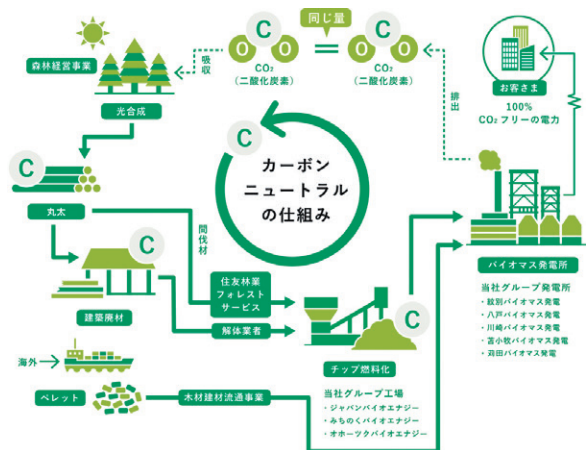 森林経営事業
光合成
吸収
C
O O
CO₂
(二酸化炭素)
同じ量
=
C
O O
CO₂
(二酸化炭素)
排出
お客さま
100%
CO₂フリーの電力
C
丸太
C
カーボン
ニュートラル
の仕組み
間伐材
C
建築廃材
住友林業
フォレスト
サービス
解体業者
C
チップ燃料化
当社グループ工場
・ジャパンバイオエナジー
・みちのくバイオエナジー
・オホーツクバイオエナジー
バイオマス発電所
当社グループ発電所
・紋別バイオマス発電
・八戸バイオマス発電
・川崎バイオマス発電
・苫小牧バイオマス発電
・苅田バイオマス発電
海外
ペレット
木材建材流通事業